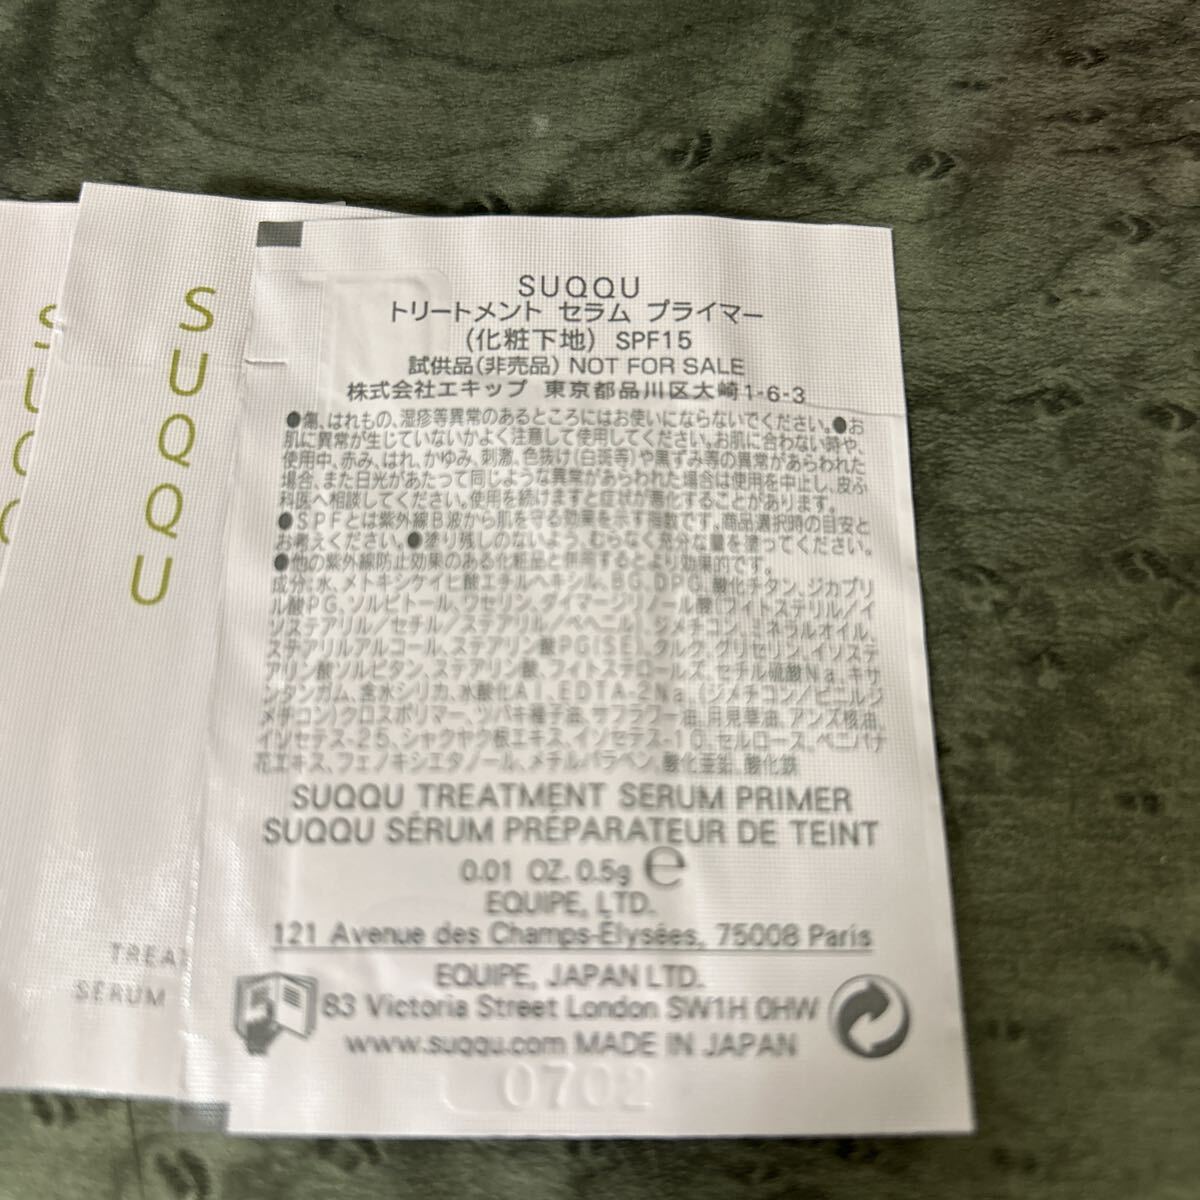 SUQQU
TREA
SERUM
SUQQU
トリートメント セラム プライマー
(化粧下地) SPF15
試供品(非売品) NOT FOR SALE
株式会社エキップ 東京都品川区大崎1-6-3
●傷、はれもの、湿疹等異常のあるところにはお使いにならないでください。●お
肌に異常が生じていないかよく注意して使用してください。お肌に合わない時や、
使用中、赤み、はれ、かゆみ、刺激、色抜け(白斑等)や黒ずみ等の異常があらわれた
場合、また日光があたって同じような異常があらわれた場合は使用を中止し、皮ふ
科医へ相談してください。使用を続けますと症状が悪化することがあります。
●SPFとは紫外線B波から肌を守る効果を示す指数です。商品選択時の目安と
お考えください。●塗り残しのないよう、むらなく充分な量を塗ってください。
●他の紫外線防止効果のある化粧品と併用するとより効果的です。
成分:水、メトキシケイヒ酸エチルヘキシル、BG、DPG、酸化チタン、ジカプリ
ル酸PG、ソルビトール、ワセリン、ダイマージリノール酸(フイトステリル/イ
ソステアリル/セチル/ステアリル/ベヘニル)、ジメチコン、ミネラルオイル、
ステアリルアルコール、ステアリン酸PG(SE)、タルク、グリセリン、イソステ
アリン酸ソルビタン、ステアリン酸、フィトステロールズ、セチル硫酸Na、キサ
ンタンガム、含水シリカ、水酸化Al、EDTA-2Na、(ジメチコン/ビニルジ
メチコン)クロスポリマー、ツバキ種子油、サフラワー油、月見草油、アンズ核油、
イソセテス-25、シャクヤク根エキス、イソセテス-10、セルロース、ベニバナ
花エキス、フェノキシエタノール、メチルパラベン、酸化亜鉛、酸化鉄
SUQQU TREATMENT SERUM PRIMER
SUQQU SÉRUM PRÉPARATEUR DE TEINT
0.01 OZ. 0.5g ℮
EQUIPE, LTD.
121 Avenue des Champs-Élysées, 75008 Paris
EQUIPE, JAPAN LTD.
83 Victoria Street London SW1H 0HW
www.suqqu.com MADE IN JAPAN
0702